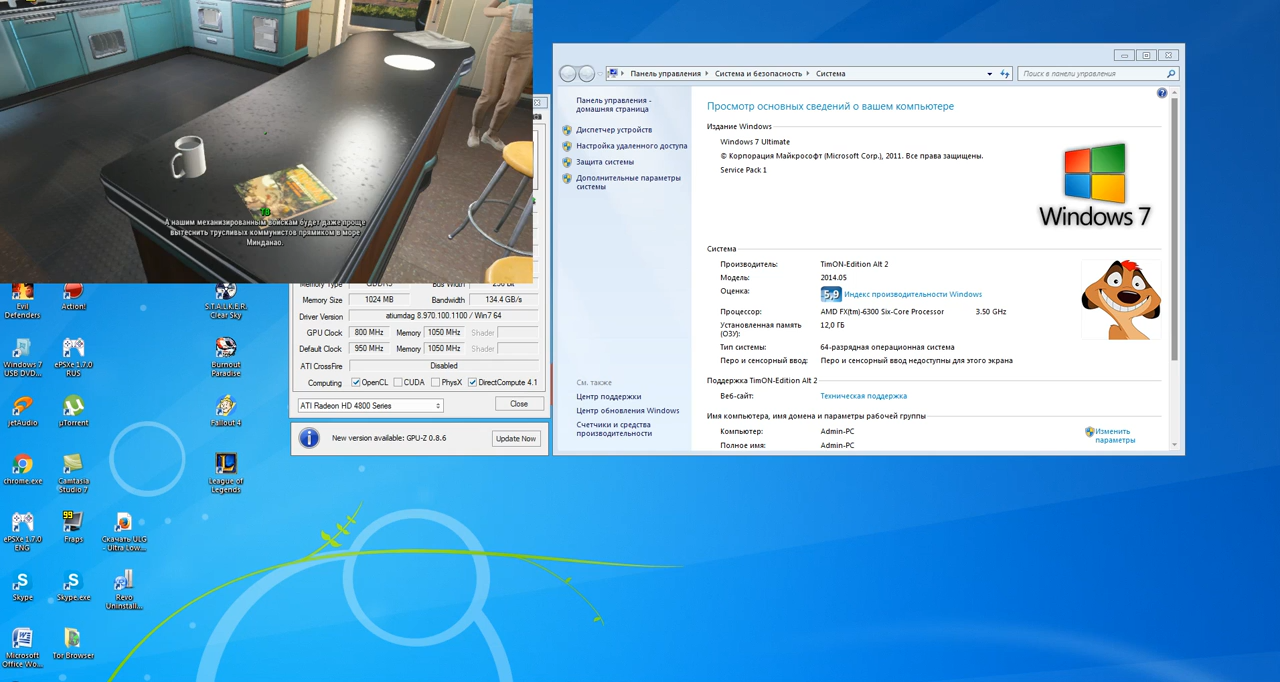 ТВ
А нашим механизированным войскам будет даже проще
вытеснить трусливых коммунистов прямиком в море
Минданао.
Панель управления
Система и безопасность
Система
Поиск в панели управления
Панель управления -
домашняя страница
Диспетчер устройств
Настройка удаленного доступа
Защита системы
Дополнительные параметры
системы
См. также
Центр поддержки
Центр обновления Windows
Счетчики и средства
производительности
Просмотр основных сведений о вашем компьютере
Издание Windows
Windows 7 Ultimate
© Корпорация Майкрософт (Microsoft Corp.), 2011. Все права защищены.
Service Pack 1
Windows 7
Система
Производитель: TimON-Edition Alt 2
Модель: 2014.05
Оценка: 5,9 Индекс производительности Windows
Процессор: AMD FX(tm)-6300 Six-Core Processor 3.50 GHz
Установленная память
(ОЗУ): 12,0 ГБ
Тип системы: 64-разрядная операционная система
Перо и сенсорный ввод: Перо и сенсорный ввод недоступны для этого экрана
Поддержка TimON-Edition Alt 2
Веб-сайт: Техническая поддержка
Имя компьютера, имя домена и параметры рабочей группы
Компьютер: Admin-PC
Полное имя: Admin-PC
Изменить
параметры
Memory Type GDDR5 Bus Width 256 Bit
Memory Size 1024 MB Bandwidth 134.4 GB/s
Driver Version atiumdag 8.970.100.1100 / Win7 64
GPU Clock 800 MHz Memory 1050 MHz Shader
Default Clock 950 MHz Memory 1050 MHz Shader
ATI CrossFire Disabled
Computing OpenCL CUDA PhysX DirectCompute 4.1
ATI Radeon HD 4800 Series Close
New version available: GPU-Z 0.8.6 Update Now
Evil
Defenders
Action!
S.T.A.L.K.E.R.
Clear Sky
Windows 7
USB DVD...
ePSXe 1.7.0
RUS
Burnout
Paradise
jetAudio
µTorrent
Fallout 4
chrome.exe
Camtasia
Studio 7
League of
Legends
ePSXe 1.7.0
ENG
99
Fraps
Скачать ULG
- Ultra Low...
Skype
Skype.exe
Revo
Uninstall...
Microsoft
Office Wo...
Tor Browser